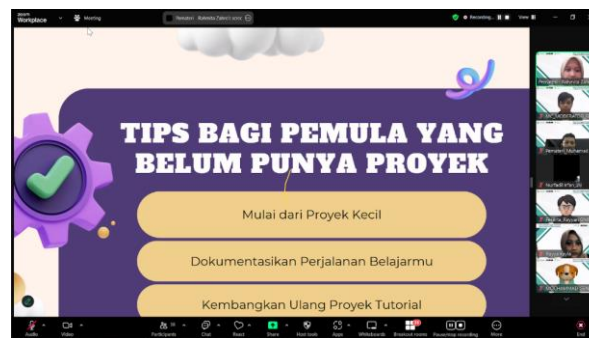 Workplace
Meeting
View
TIPS BAGI PEMULA YANG
BELUM PUNYA PROYEK
Mulai dari Proyek Kecil
Dokumentasikan Perjalanan Belajarmu
Kembangkan Ulang Proyek Tutorial
Audio
Video
Participants
Chat
React
Share
Host tools
Apps
Whiteboards
Breakout rooms
Pause/stop recording
More
End